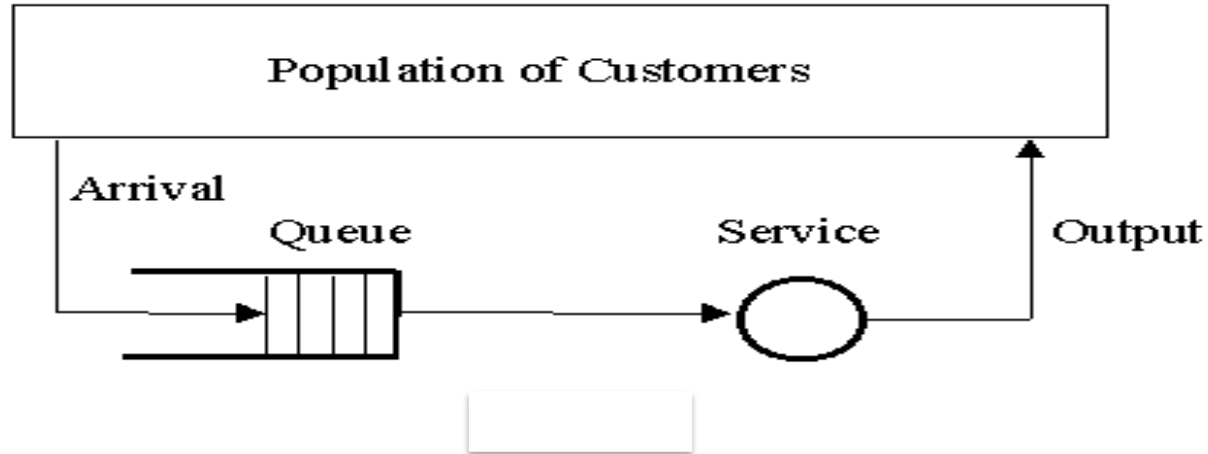 Population of Customers
Arrival
Queue
Service
Output